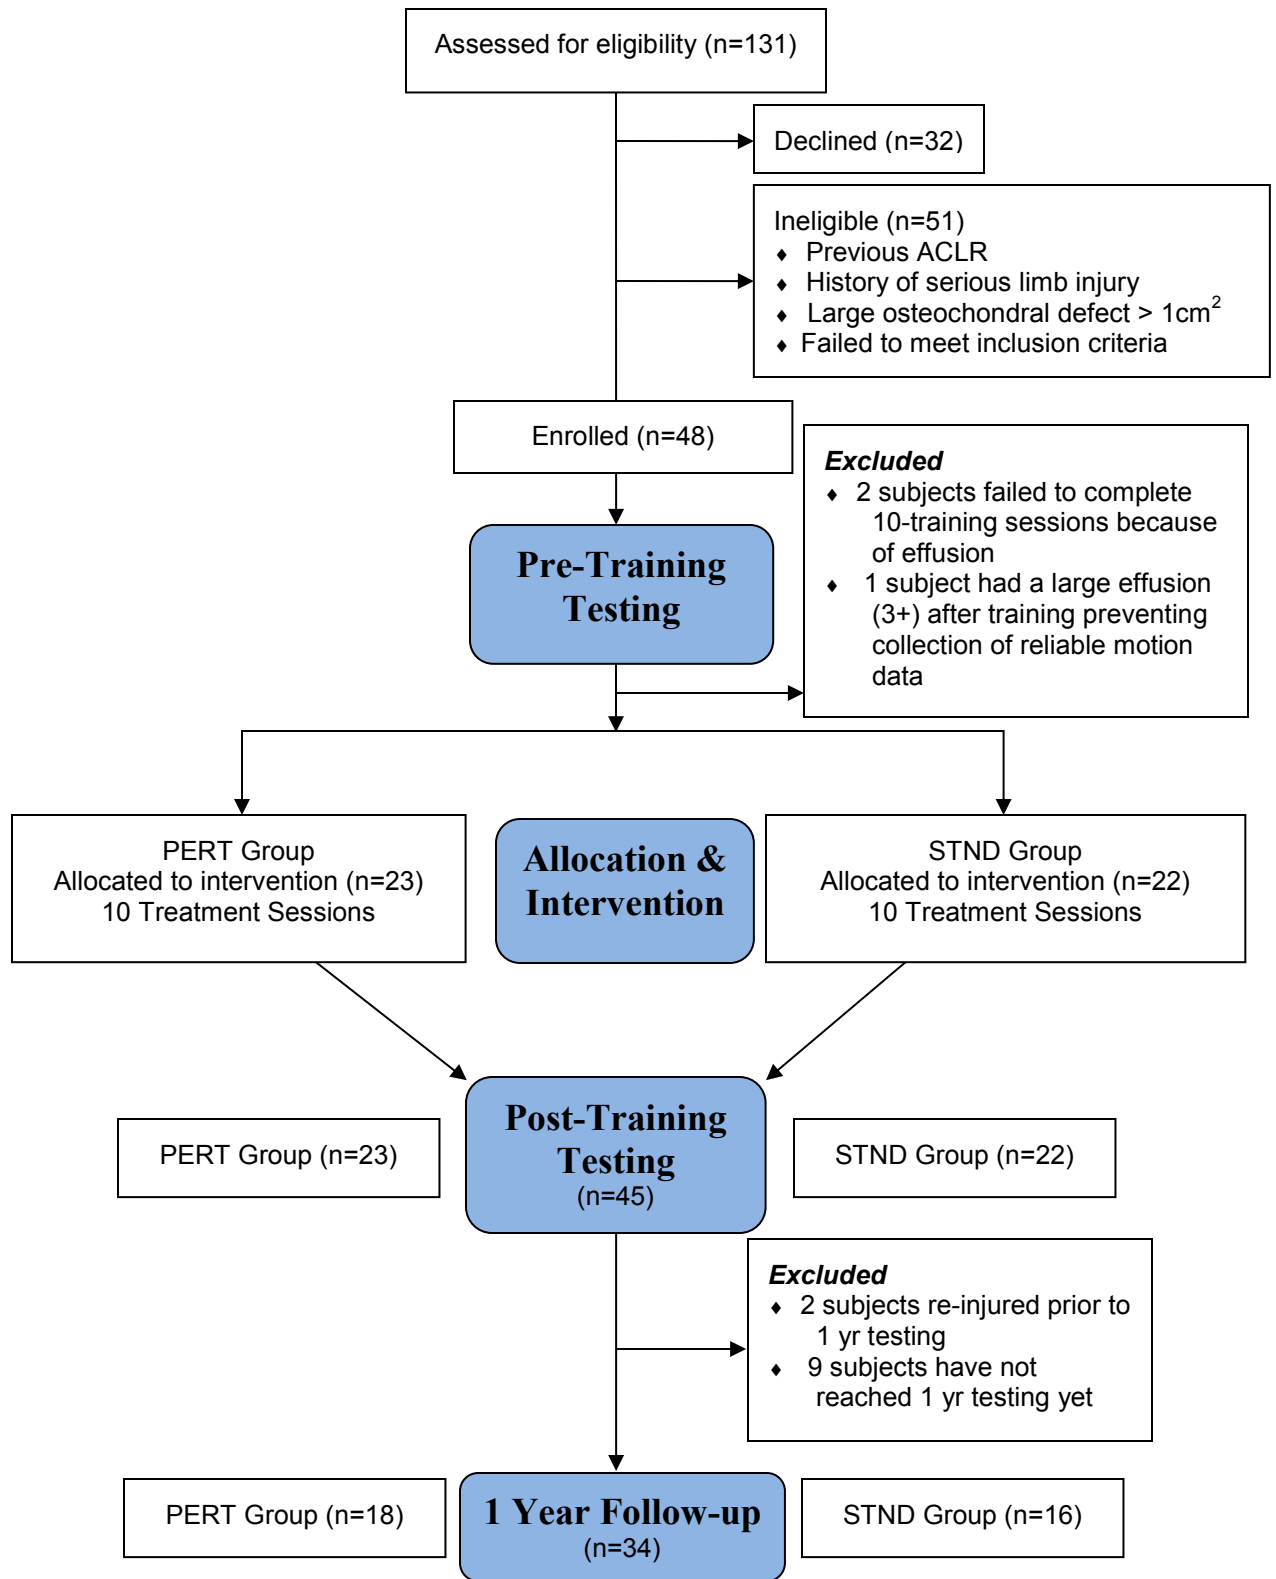 Assessed for eligibility (n=131)
Declined (n=32)
Ineligible (n=51)
♦ Previous ACLR
♦ History of serious limb injury
♦ Large osteochondral defect > 1cm²
♦ Failed to meet inclusion criteria
Enrolled (n=48)
Excluded
♦ 2 subjects failed to complete
10-training sessions because
of effusion
♦ 1 subject had a large effusion
(3+) after training preventing
collection of reliable motion
data
Pre-Training
Testing
PERT Group
Allocated to intervention (n=23)
10 Treatment Sessions
Allocation &
Intervention
STND Group
Allocated to intervention (n=22)
10 Treatment Sessions
Post-Training
Testing
(n=45)
PERT Group (n=23)
STND Group (n=22)
Excluded
♦ 2 subjects re-injured prior to
1 yr testing
♦ 9 subjects have not
reached 1 yr testing yet
PERT Group (n=18)
1 Year Follow-up
(n=34)
STND Group (n=16)